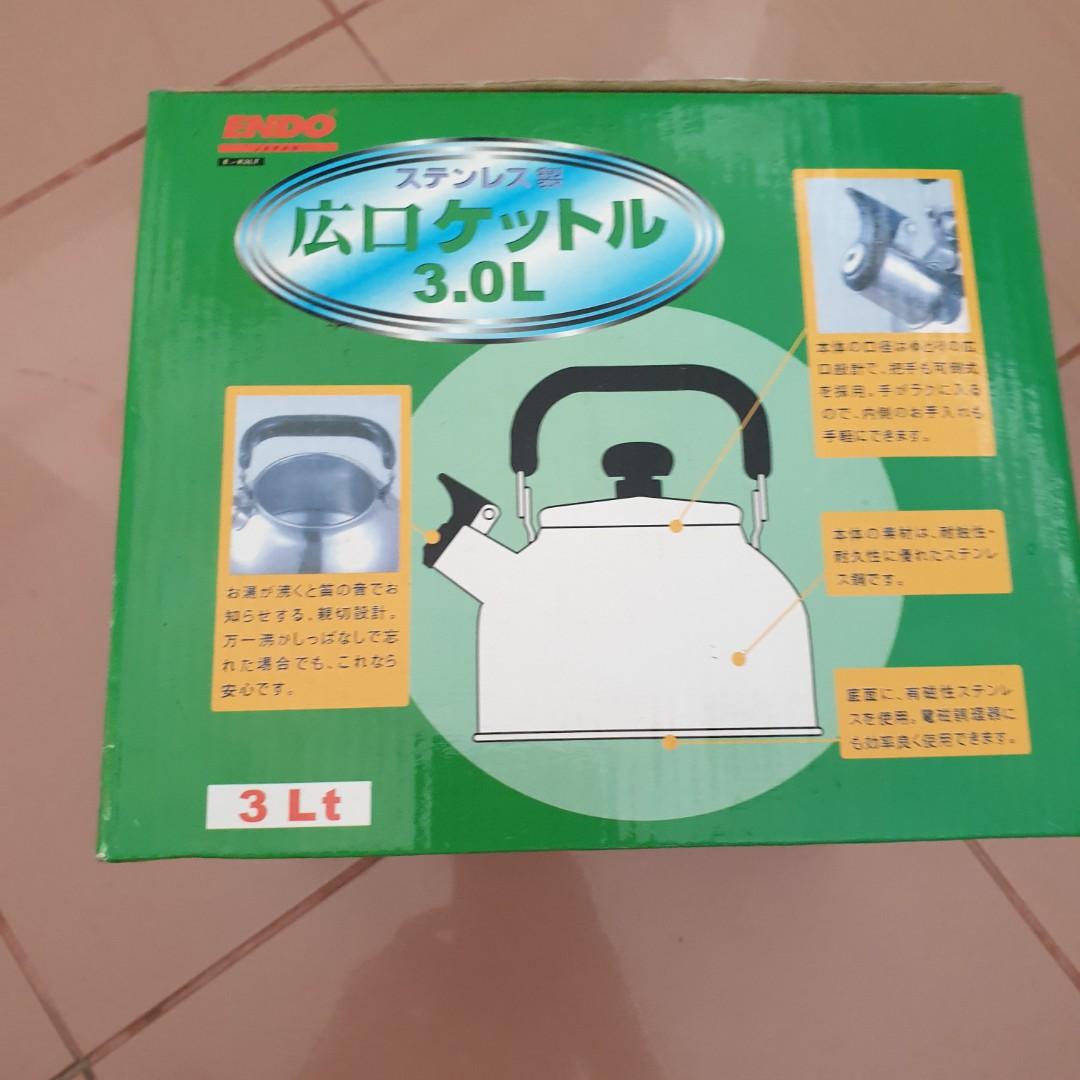 ENDO
JAPAN
ステンレス製
広口ケットル
3.0L
本体の口径は
口設計で、把手も可倒式
を採用。手がラクに入る
ので、内側のお手入れも
手軽にできます。
お湯が沸くと笛の音でお
知らせする、親切設計。
万一沸かしっぱなしで忘
れた場合でも、これなら
安心です。
本体の素材は、耐蝕性・
耐久性に優れたステンレ
ス鋼です。
底面に、有磁性ステンレ
スを使用。電磁調理器に
も効率良く使用できます。
3 Lt